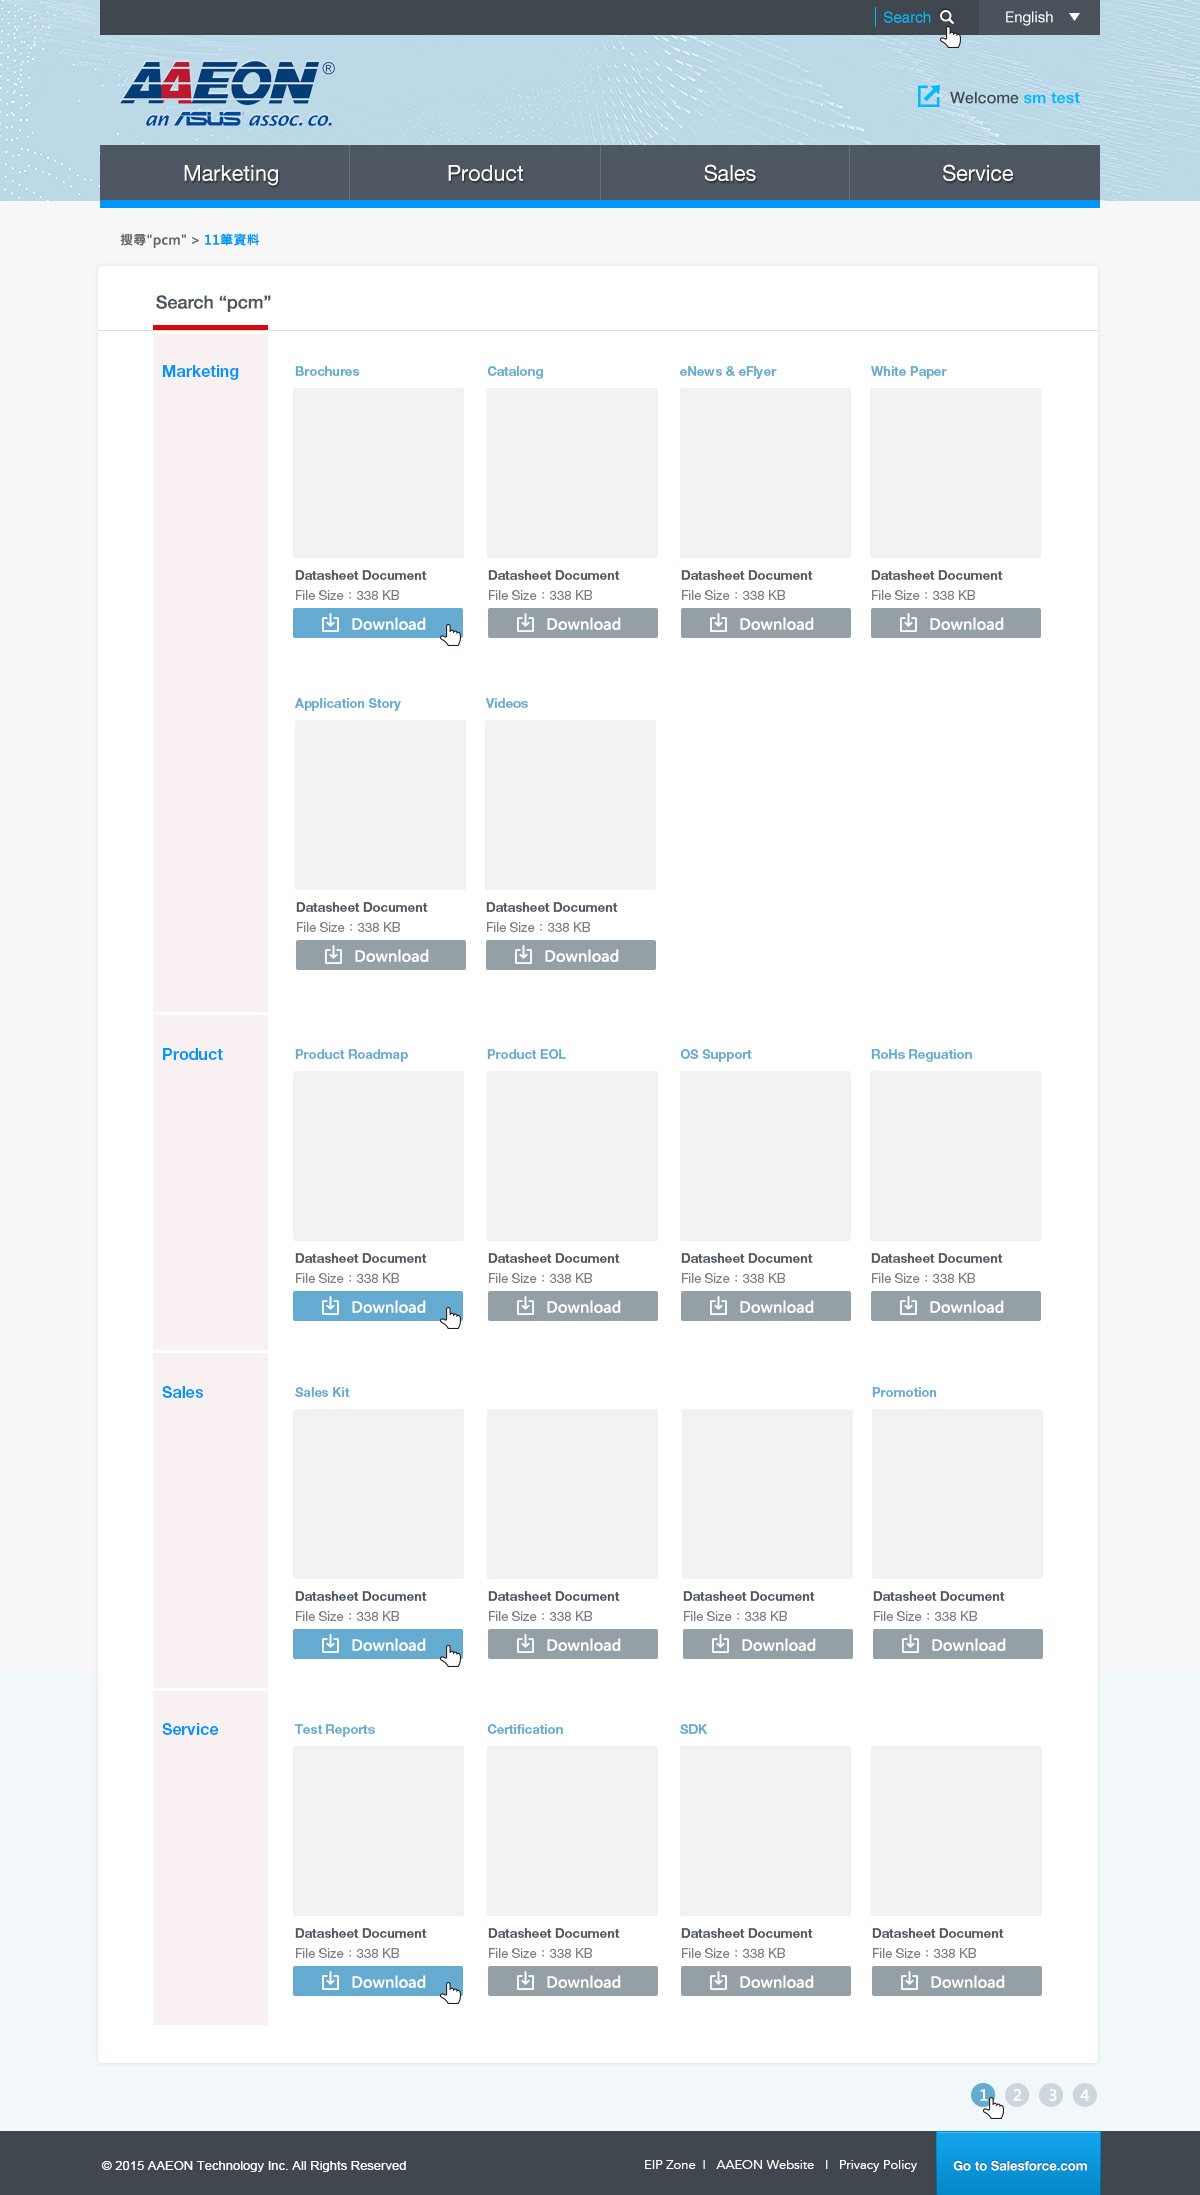 Search English
AAEON®
an ASUS assoc. co.
Welcome sm test
Marketing Product Sales Service
搜尋"pcm" > 11筆資料
Search “pcm”
Marketing Brochures Catalong eNews & eFlyer White Paper
Datasheet Document Datasheet Document Datasheet Document Datasheet Document
File Size：338 KB File Size：338 KB File Size：338 KB File Size：338 KB
Download Download Download Download
Application Story Videos
Datasheet Document Datasheet Document
File Size：338 KB File Size：338 KB
Download Download
Product Product Roadmap Product EOL OS Support RoHs Reguation
Datasheet Document Datasheet Document Datasheet Document Datasheet Document
File Size：338 KB File Size：338 KB File Size：338 KB File Size：338 KB
Download Download Download Download
Sales Sales Kit Promotion
Datasheet Document Datasheet Document Datasheet Document Datasheet Document
File Size：338 KB File Size：338 KB File Size：338 KB File Size：338 KB
Download Download Download Download
Service Test Reports Certification SDK
Datasheet Document Datasheet Document Datasheet Document Datasheet Document
File Size：338 KB File Size：338 KB File Size：338 KB File Size：338 KB
Download Download Download Download
1 2 3 4
© 2015 AAEON Technology Inc. All Rights Reserved EIP Zone | AAEON Website | Privacy Policy Go to Salesforce.com